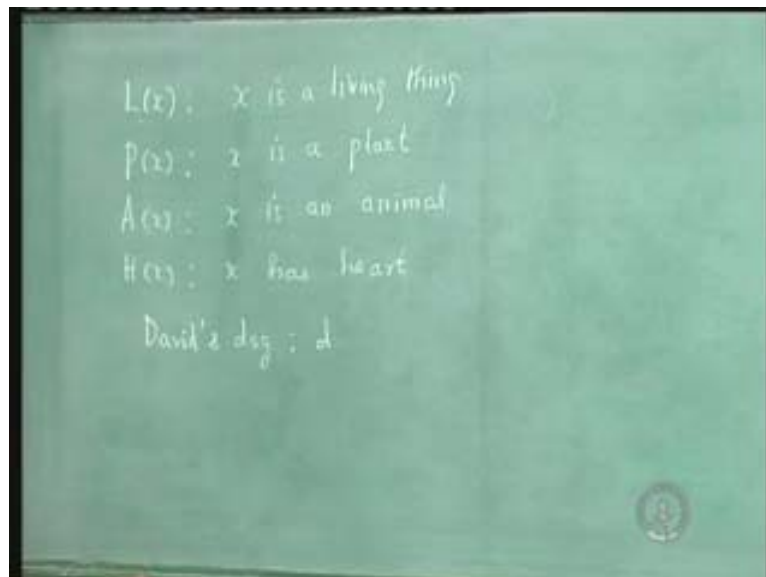 L(x): x is a living thing
P(x): x is a plant
A(x): x is an animal
H(x): x has heart
David's dog : d